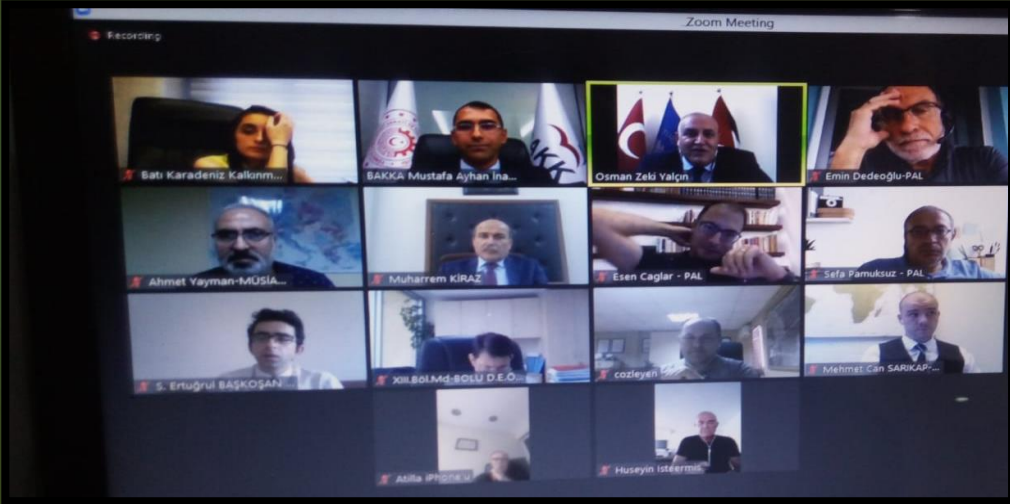 Zoom Meeting
Recording
Batı Karadeniz Kalkınm...
BAKKA Mustafa Ayhan İna...
Osman Zeki Yalçın
Emin Dedeoğlu-PAL
AKKA
Ahmet Yayman-MÜSİA...
Muharrem KİRAZ
Esen Caglar - PAL
Sefa Pamuksuz - PAL
S. Ertuğrul BAŞKOŞAN
XIII.Böl.Md-BOLU D.E.Ö...
cozleyen
Mehmet Can SARIKAP-...
Atilla iPhone'u
Huseyin Isteermis